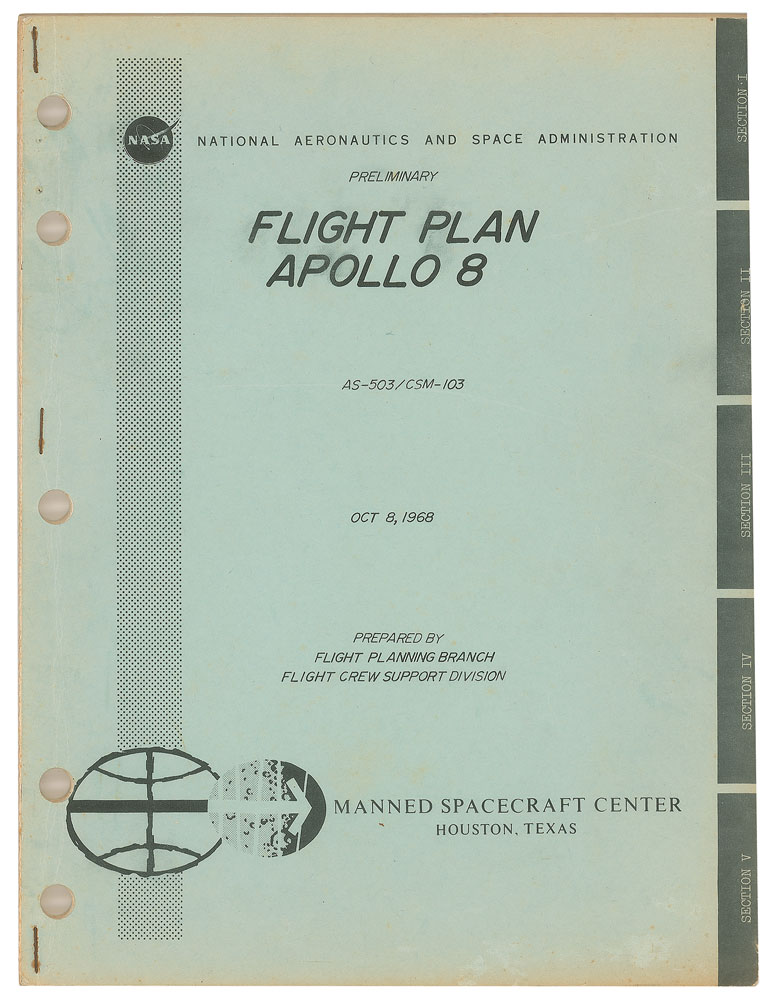 NASA
NATIONAL AERONAUTICS AND SPACE ADMINISTRATION
PRELIMINARY
FLIGHT PLAN
APOLLO 8
AS-503/CSM-103
OCT 8, 1968
PREPARED BY
FLIGHT PLANNING BRANCH
FLIGHT CREW SUPPORT DIVISION
MANNED SPACECRAFT CENTER
HOUSTON, TEXAS
SECTION I
SECTION II
SECTION III
SECTION IV
SECTION V